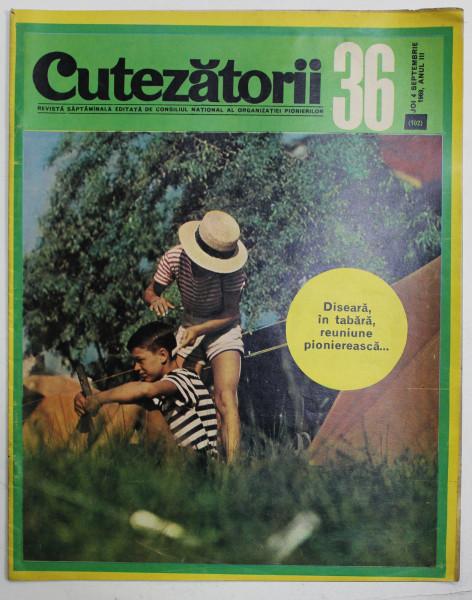 Cutezătorii
36
REVISTĂ SĂPTĂMÎNALĂ EDITATĂ DE CONSILIUL NAȚIONAL AL ORGANIZAȚIEI PIONIERILOR
JOI 4 SEPTEMBRIE
1969, ANUL III
(102)
Diseară,
în tabără,
reuniune
pionierească...